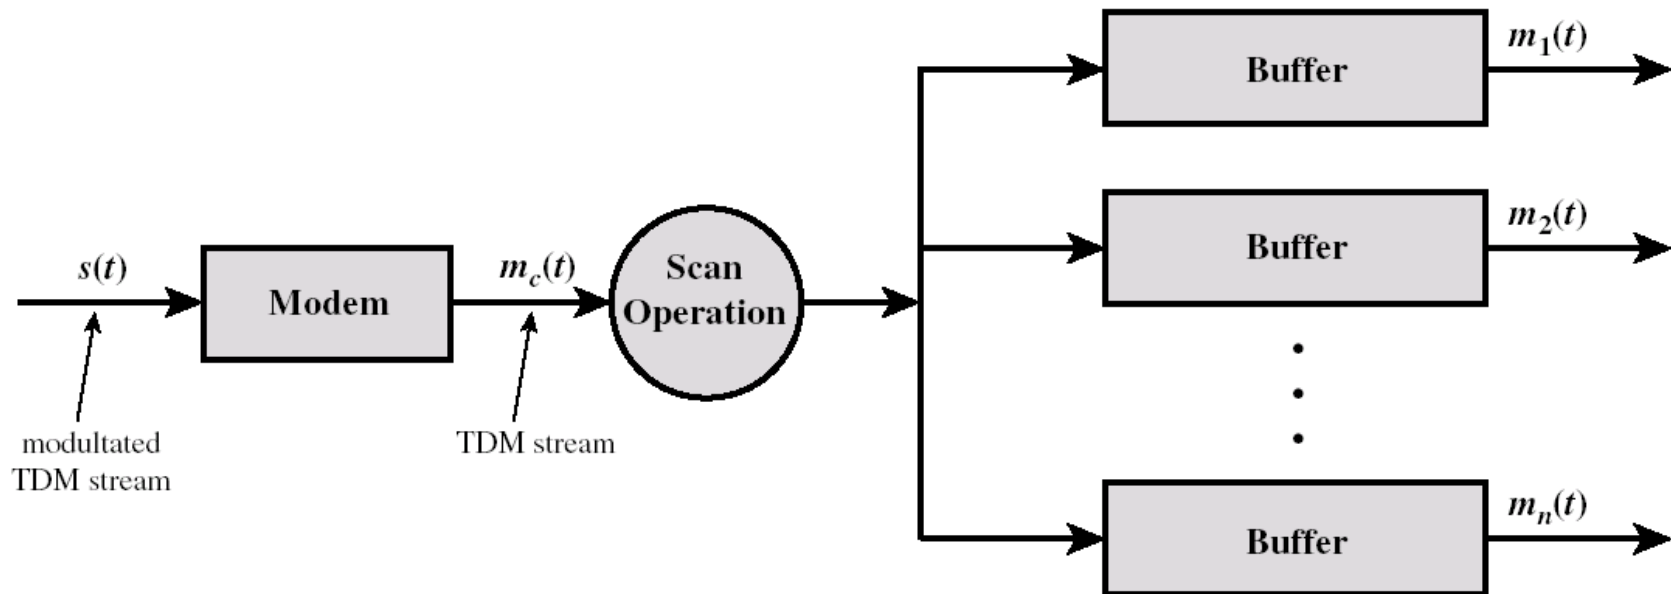 s(t)
modultated
TDM stream
Modem
m_c(t)
TDM stream
Scan
Operation
Buffer
m_1(t)
Buffer
m_2(t)
Buffer
m_n(t)